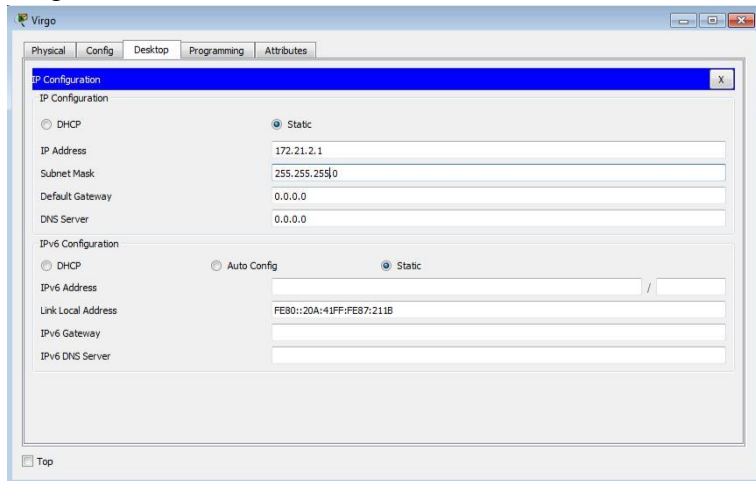 Virgo
Physical Config Desktop Programming Attributes
IP Configuration X
IP Configuration
DHCP Static
IP Address 172.21.2.1
Subnet Mask 255.255.255.0
Default Gateway 0.0.0.0
DNS Server 0.0.0.0
IPv6 Configuration
DHCP Auto Config Static
IPv6 Address /
Link Local Address FE80::20A:41FF:FE87:211B
IPv6 Gateway
IPv6 DNS Server
Top